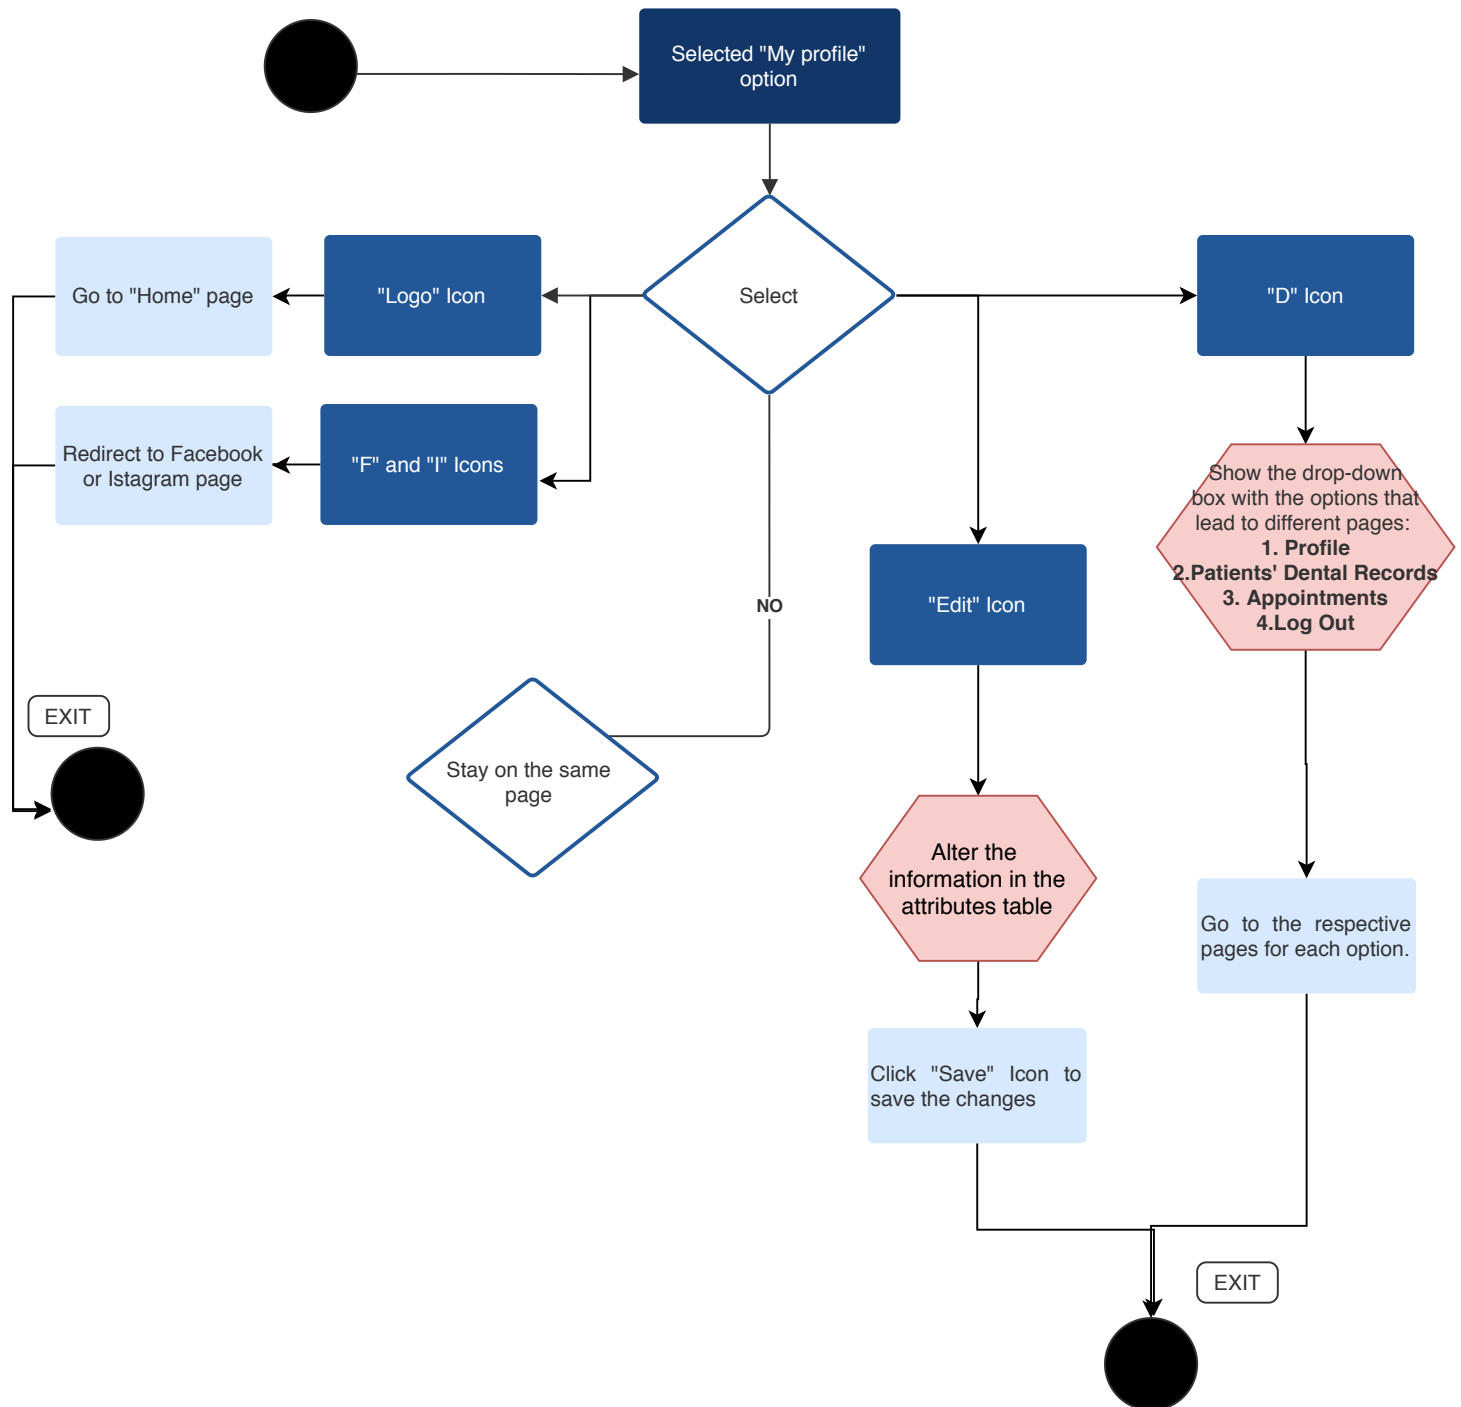 Selected "My profile"
option
Select
"Logo" Icon
Go to "Home" page
"D" Icon
"F" and "I" Icons
Redirect to Facebook
or Istagram page
Show the drop-down
box with the options that
lead to different pages:
1. Profile
2.Patients' Dental Records
3. Appointments
4.Log Out
NO
"Edit" Icon
EXIT
Stay on the same
page
Alter the
information in the
attributes table
Go to the respective
pages for each option.
Click "Save" Icon to
save the changes
EXIT